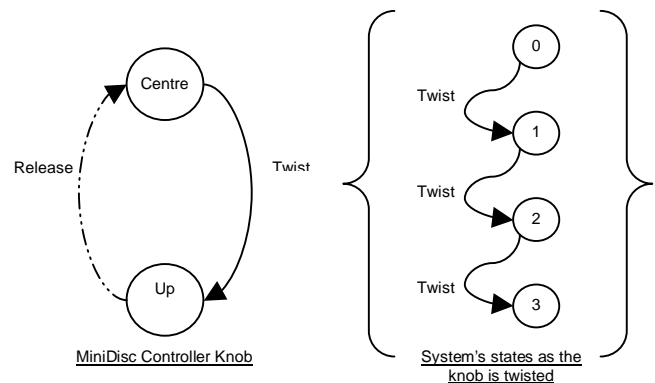 Centre
Release
Twist
Up
MiniDisc Controller Knob
0
Twist
1
Twist
2
Twist
3
System's states as the
knob is twisted